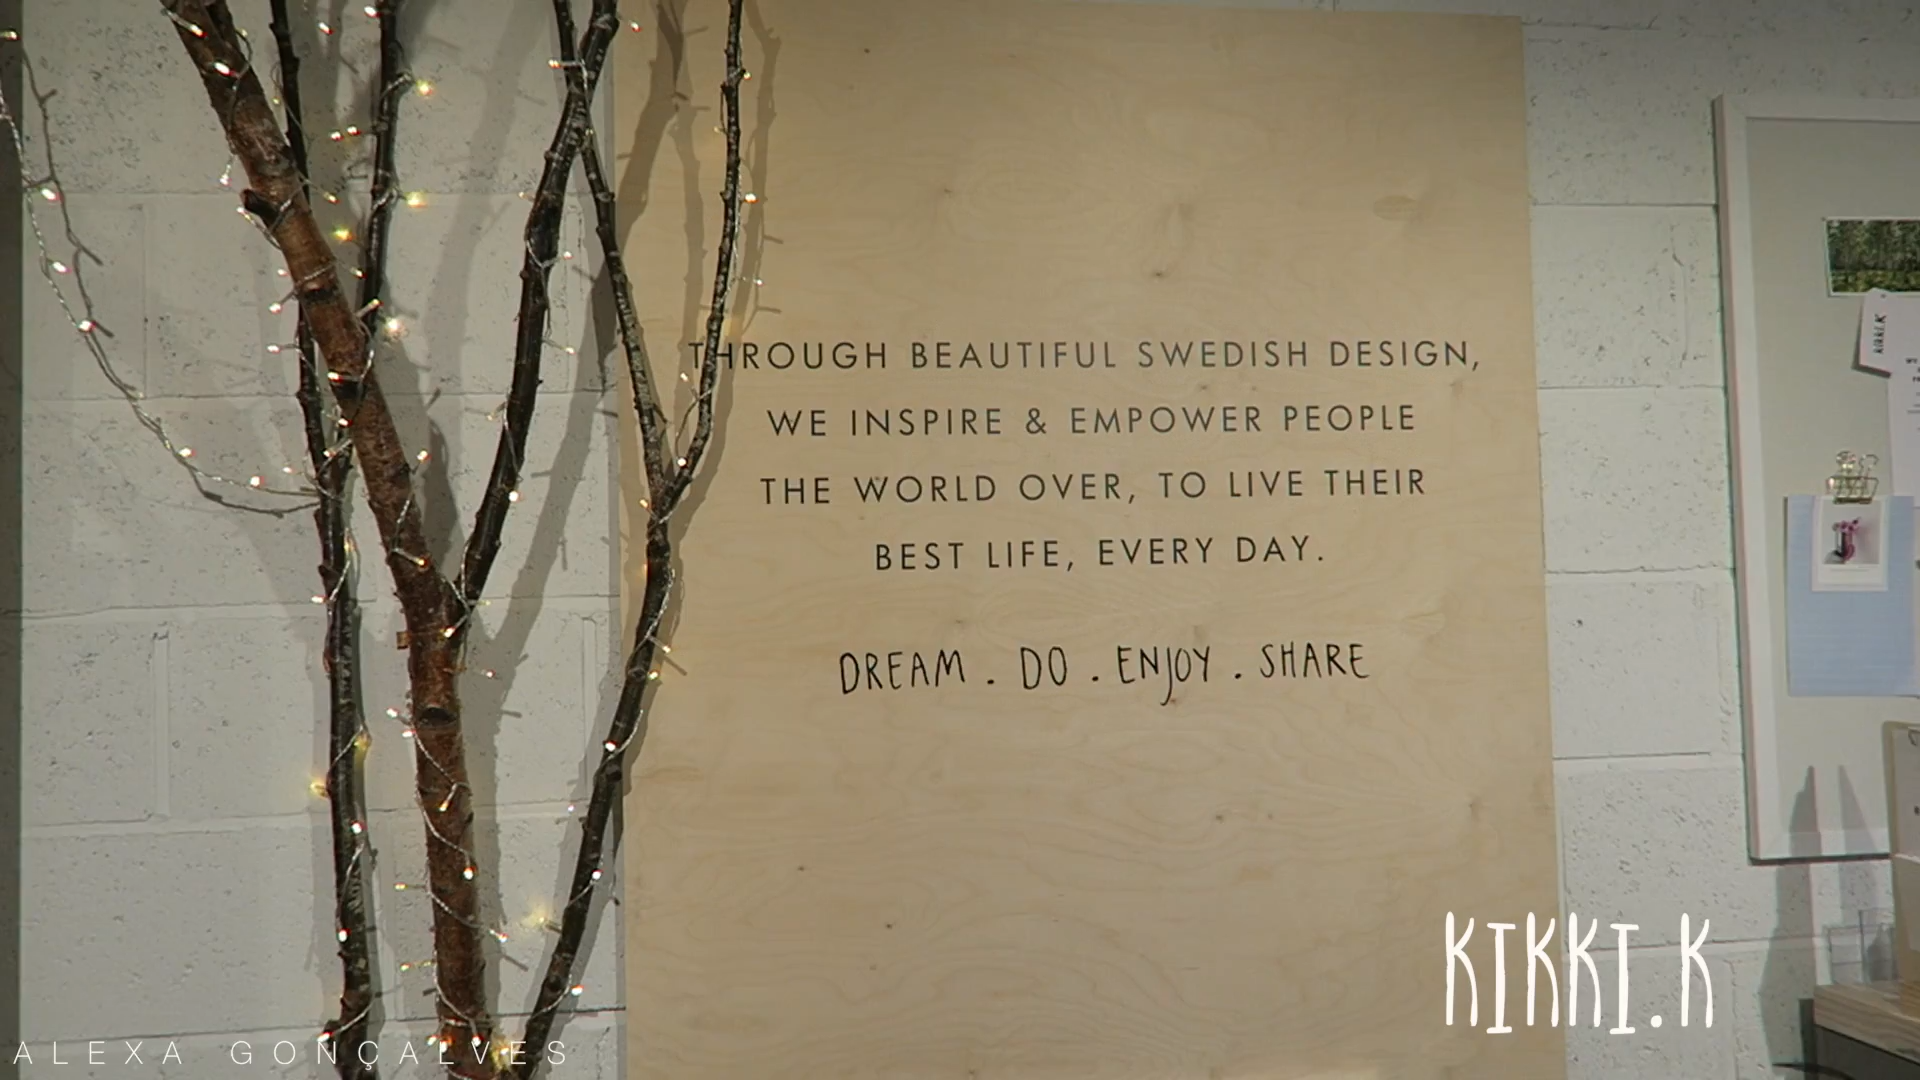 THROUGH BEAUTIFUL SWEDISH DESIGN,
WE INSPIRE & EMPOWER PEOPLE
THE WORLD OVER, TO LIVE THEIR
BEST LIFE, EVERY DAY.
DREAM . DO . ENJOY . SHARE
KIKKI.K
KIKKI.K
ALEXA GONÇALVES